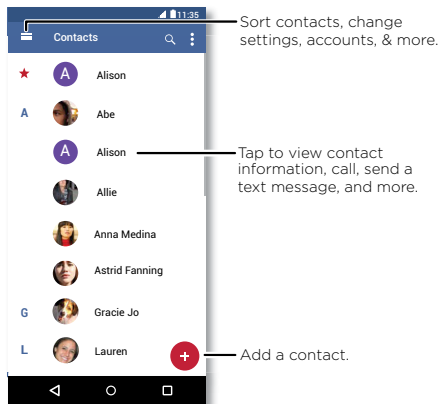 11:35
Contacts
Sort contacts, change
settings, accounts, & more.
A
Alison
A
Abe
A
Alison
Tap to view contact
information, call, send a
text message, and more.
Allie
Anna Medina
Astrid Fanning
G
Gracie Jo
L
Lauren
Add a contact.